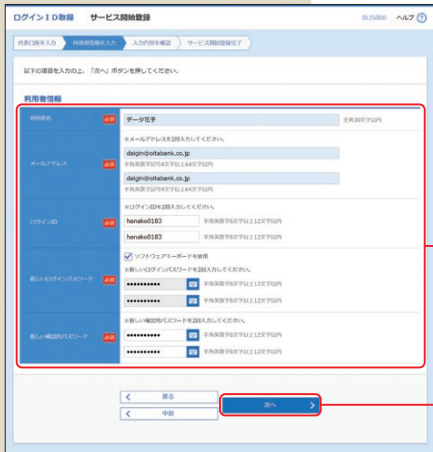 ログインID取得 サービス開始登録
BLIS086 ヘルプ ?
代表口座を入力 利用者情報を入力 入力内容を確認 サービス開始登録完了
以下の項目を入力の上、「次へ」ボタンを押してください。
利用者情報
利用者名 必須 データ花子 全角30文字以内
※メールアドレスを2回入力してください。
メールアドレス 必須 daigin@oitabank.co.jp
半角英数字記号4文字以上64文字以内
daigin@oitabank.co.jp
半角英数字記号4文字以上64文字以内
※ログインIDを2回入力してください。
ログインID 必須 hanako0183 半角英数字6文字以上12文字以内
hanako0183 半角英数字6文字以上12文字以内
ソフトウェアキーボードを使用
※新しいログインパスワードを2回入力してください。
新しいログインパスワード 必須 •••••••••• 半角英数字6文字以上12文字以内
•••••••••• 半角英数字6文字以上12文字以内
※新しい確認用パスワードを2回入力してください。
新しい確認用パスワード 必須 •••••••••• 半角英数字6文字以上12文字以内
•••••••••• 半角英数字6文字以上12文字以内
戻る
次へ
中断